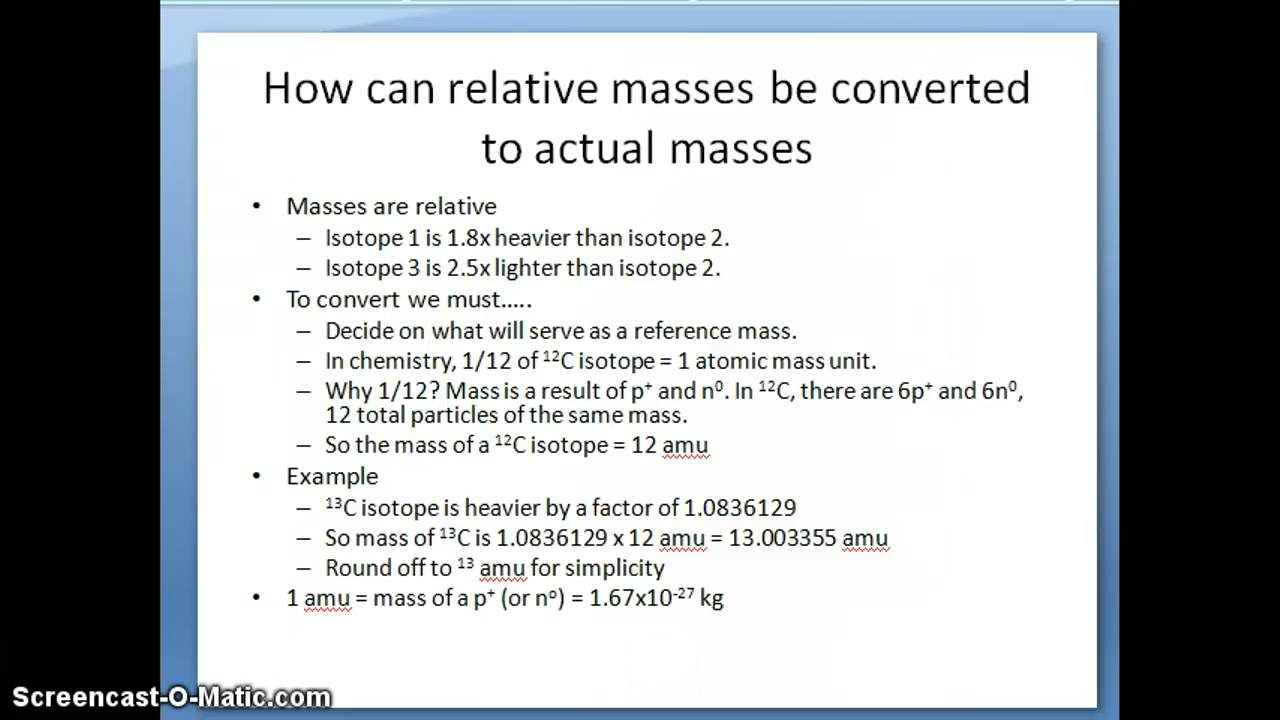 How can relative masses be converted
to actual masses
• Masses are relative
– Isotope 1 is 1.8x heavier than isotope 2.
– Isotope 3 is 2.5x lighter than isotope 2.
• To convert we must…..
– Decide on what will serve as a reference mass.
– In chemistry, 1/12 of ¹²C isotope = 1 atomic mass unit.
– Why 1/12? Mass is a result of p⁺ and n⁰. In ¹²C, there are 6p⁺ and 6n⁰,
12 total particles of the same mass.
– So the mass of a ¹²C isotope = 12 amu
• Example
– ¹³C isotope is heavier by a factor of 1.0836129
– So mass of ¹³C is 1.0836129 x 12 amu = 13.003355 amu
– Round off to ¹³ amu for simplicity
• 1 amu = mass of a p⁺ (or nᵒ) = 1.67x10⁻²⁷ kg
Screencast-O-Matic.com